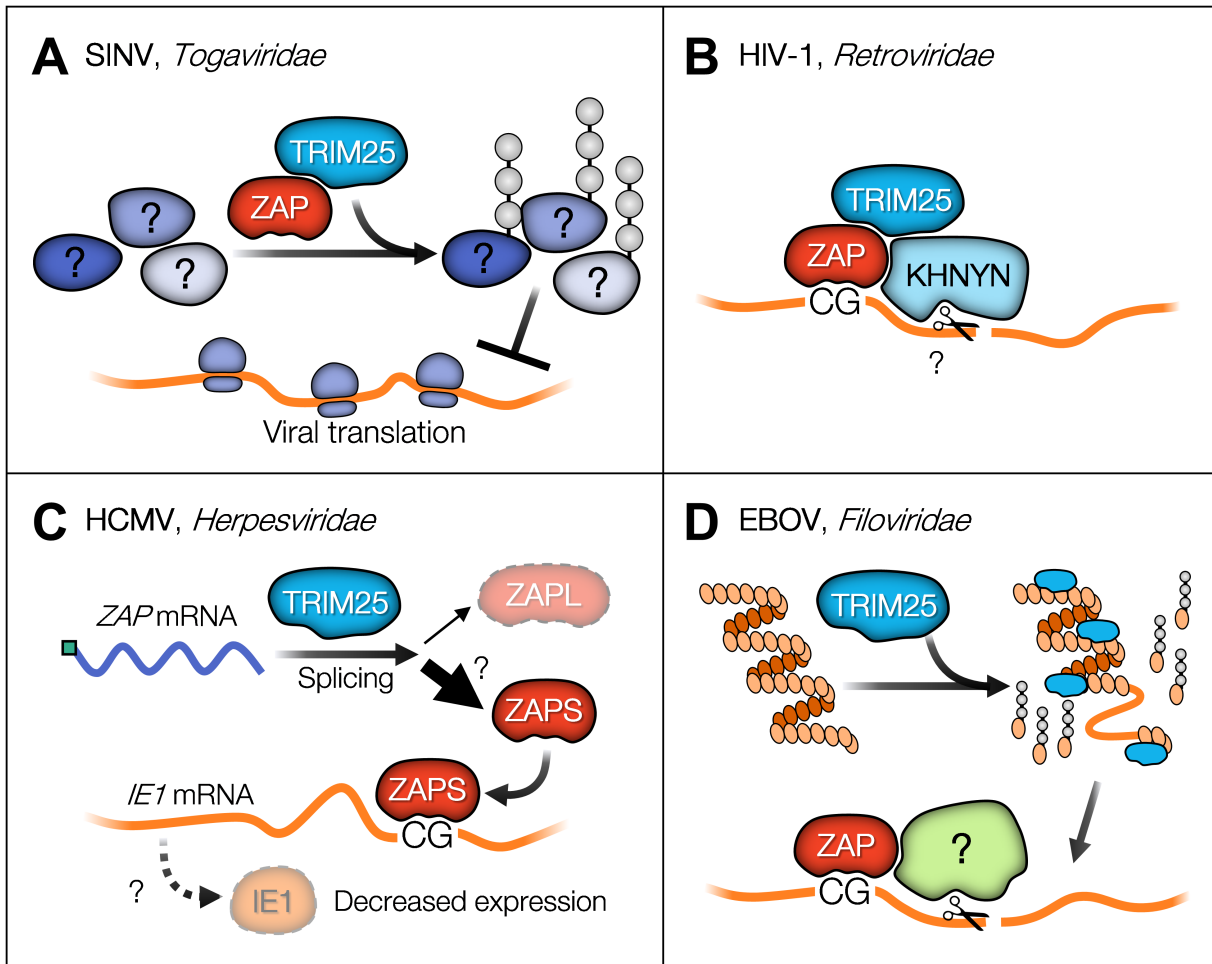 A SINV, Togaviridae
TRIM25
ZAP
?
?
?
?
?
?
Viral translation
B HIV-1, Retroviridae
TRIM25
ZAP
KHNYN
CG
?
C HCMV, Herpesviridae
ZAP mRNA
TRIM25
ZAPL
Splicing
?
ZAPS
IE1 mRNA
ZAPS
CG
?
IE1
Decreased expression
D EBOV, Filoviridae
TRIM25
ZAP
?
CG